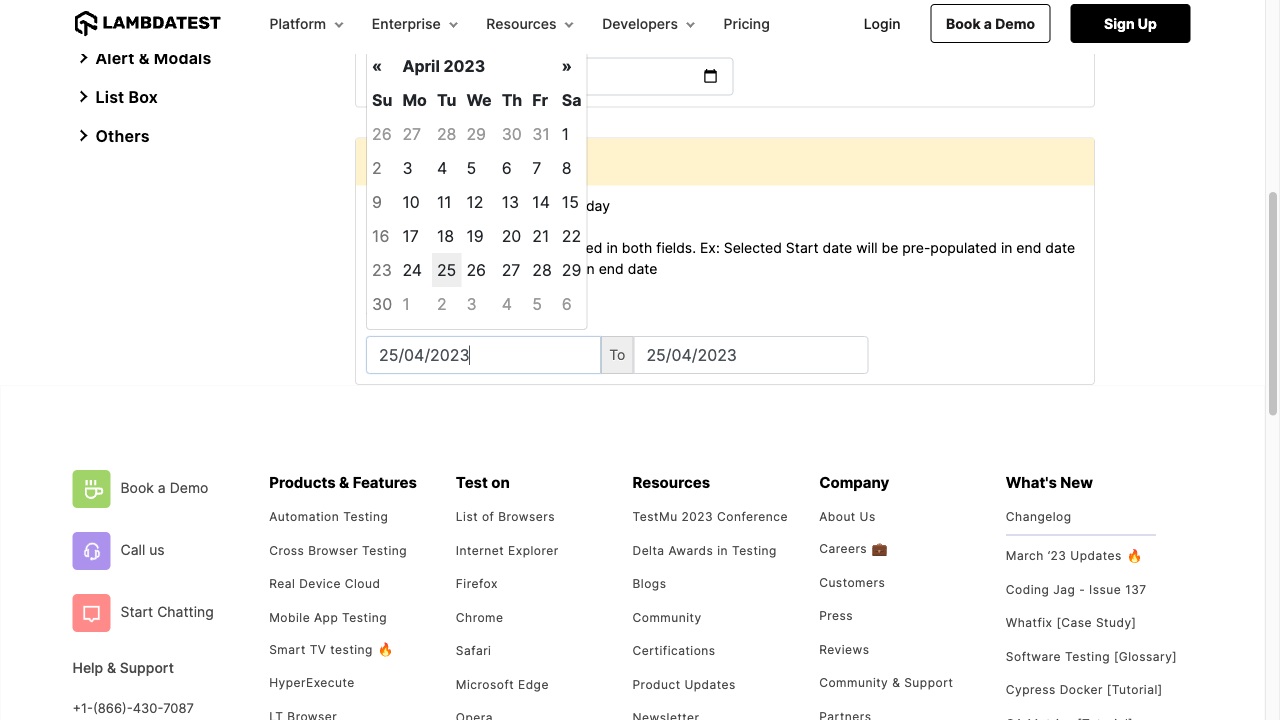 LAMBDATEST Platform Enterprise Resources Developers Pricing Login Book a Demo Sign Up
Alert & Modals
List Box
Others
« April 2023 »
Su Mo Tu We Th Fr Sa
26 27 28 29 30 31 1
2 3 4 5 6 7 8
9 10 11 12 13 14 15
16 17 18 19 20 21 22
23 24 25 26 27 28 29
30 1 2 3 4 5 6
day
ed in both fields. Ex: Selected Start date will be pre-populated in end date
n end date
25/04/2023 To 25/04/2023
Book a Demo
Call us
Start Chatting
Help & Support
+1-(866)-430-7087
Products & Features
Automation Testing
Cross Browser Testing
Real Device Cloud
Mobile App Testing
Smart TV testing 🔥
HyperExecute
LT Browser
Test on
List of Browsers
Internet Explorer
Firefox
Chrome
Safari
Microsoft Edge
Opera
Resources
TestMu 2023 Conference
Delta Awards in Testing
Blogs
Community
Certifications
Product Updates
Newsletter
Company
About Us
Careers 💼
Customers
Press
Reviews
Community & Support
Partners
What's New
Changelog
March ‘23 Updates 🔥
Coding Jag - Issue 137
Whatfix [Case Study]
Software Testing [Glossary]
Cypress Docker [Tutorial]